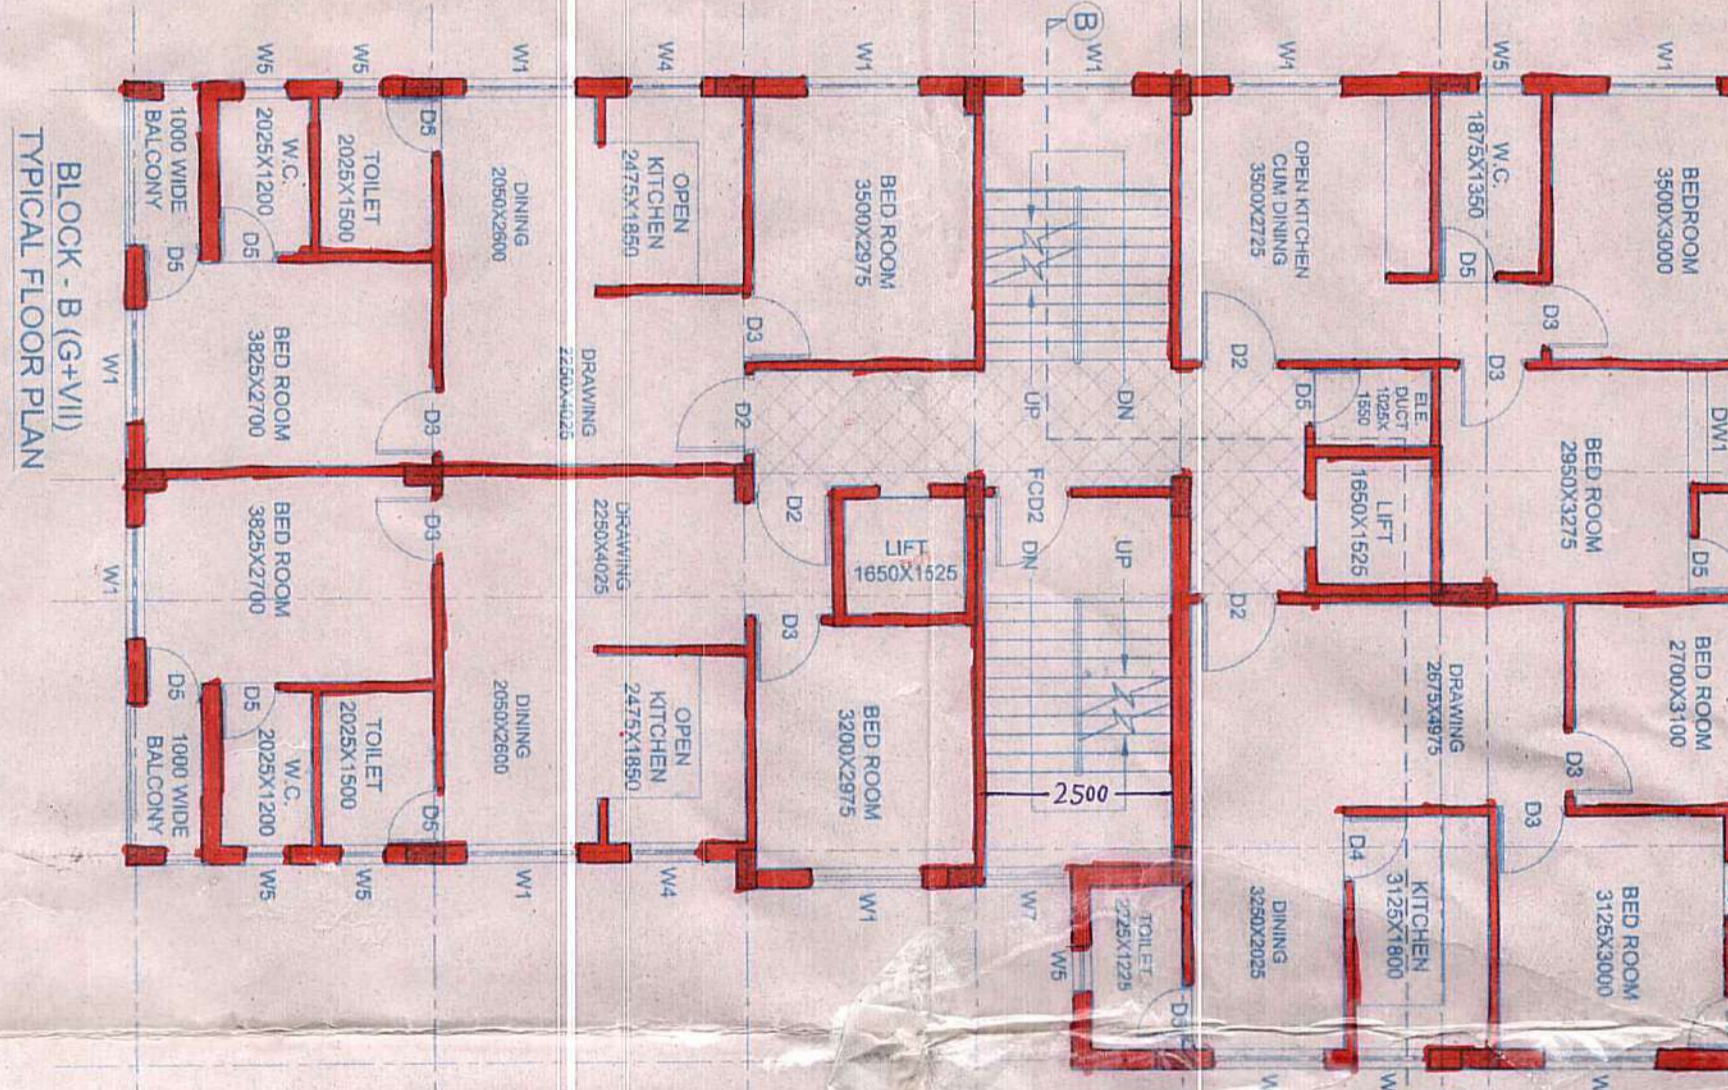 BLOCK - B (G+VII)
TYPICAL FLOOR PLAN
W5
W5
W1
W4
W1
B
W1
W1
W5
W1
1000 WIDE
BALCONY
D5
W.C.
2025X1200
D5
TOILET
2025X1500
D5
DINING
2050X2600
OPEN
KITCHEN
2475X1850
BED ROOM
3500X2975
D3
OPEN KITCHEN
CUM DINING
3500X2725
W.C.
1875X1350
D5
BEDROOM
3500X3000
D3
W1
BED ROOM
3825X2700
D3
DRAWING
2250X4025
D2
UP
DN
D2
D5
ELE.
DUCT
1025X
1550
D3
BED ROOM
2950X3275
DW1
D5
W1
BED ROOM
3825X2700
D3
DRAWING
2250X4025
D2
LIFT
1650X1525
FCD2
DN
UP
LIFT
1650X1525
D2
D3
DRAWING
2675X4975
BED ROOM
2700X3100
D3
D5
1000 WIDE
BALCONY
D5
W.C.
2025X1200
TOILET
2025X1500
D5
DINING
2050X2600
OPEN
KITCHEN
2475X1850
BED ROOM
3200X2975
2500
D4
D3
W5
W5
W1
W4
W1
W7
W5
TOILET
2725X1225
DINING
3250X2025
KITCHEN
3125X1800
BED ROOM
3125X3000